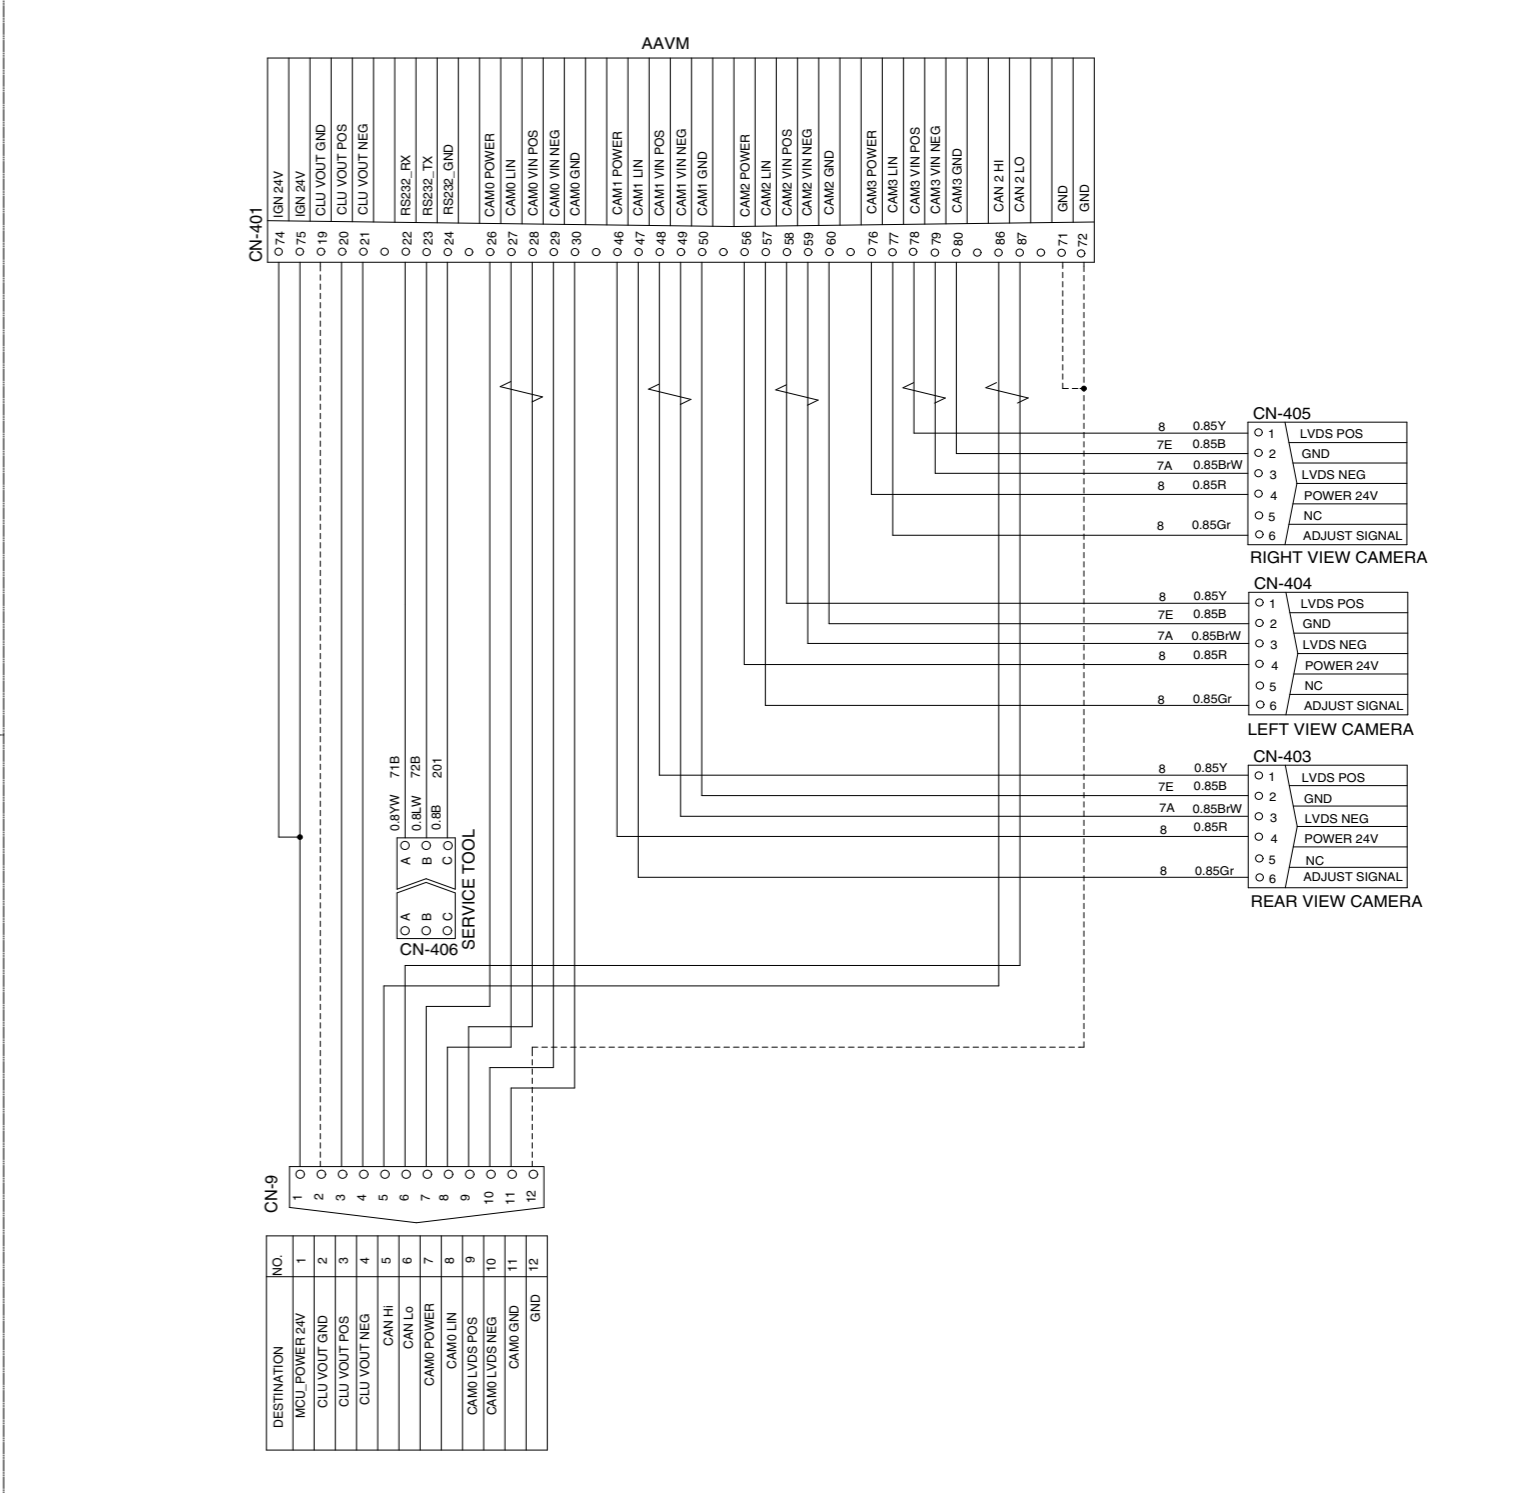 AAVM
CN-401
IGN 24V
IGN 24V
CLU VOUT GND
CLU VOUT POS
CLU VOUT NEG
RS232_RX
RS232_TX
RS232_GND
CAM0 POWER
CAM0 LIN
CAM0 VIN POS
CAM0 VIN NEG
CAM0 GND
CAM1 POWER
CAM1 LIN
CAM1 VIN POS
CAM1 VIN NEG
CAM1 GND
CAM2 POWER
CAM2 LIN
CAM2 VIN POS
CAM2 VIN NEG
CAM2 GND
CAM3 POWER
CAM3 LIN
CAM3 VIN POS
CAM3 VIN NEG
CAM3 GND
CAN 2 HI
CAN 2 LO
GND
GND
74
75
19
20
21
22
23
24
26
27
28
29
30
46
47
48
49
50
56
57
58
59
60
76
77
78
79
80
86
87
71
72
CN-405
8 0.85Y 1 LVDS POS
7E 0.85B 2 GND
7A 0.85BrW 3 LVDS NEG
8 0.85R 4 POWER 24V
5 NC
8 0.85Gr 6 ADJUST SIGNAL
RIGHT VIEW CAMERA
CN-404
8 0.85Y 1 LVDS POS
7E 0.85B 2 GND
7A 0.85BrW 3 LVDS NEG
8 0.85R 4 POWER 24V
5 NC
8 0.85Gr 6 ADJUST SIGNAL
LEFT VIEW CAMERA
CN-403
8 0.85Y 1 LVDS POS
7E 0.85B 2 GND
7A 0.85BrW 3 LVDS NEG
8 0.85R 4 POWER 24V
5 NC
8 0.85Gr 6 ADJUST SIGNAL
REAR VIEW CAMERA
0.8YW 71B
0.8LW 72B
0.8B 201
A
B
C
A
B
C
SERVICE TOOL
CN-406
CN-9
1
2
3
4
5
6
7
8
9
10
11
12
DESTINATION NO.
MCU_POWER 24V 1
CLU VOUT GND 2
CLU VOUT POS 3
CLU VOUT NEG 4
CAN Hi 5
CAN Lo 6
CAM0 POWER 7
CAM0 LIN 8
CAM0 LVDS POS 9
CAM0 LVDS NEG 10
CAM0 GND 11
GND 12